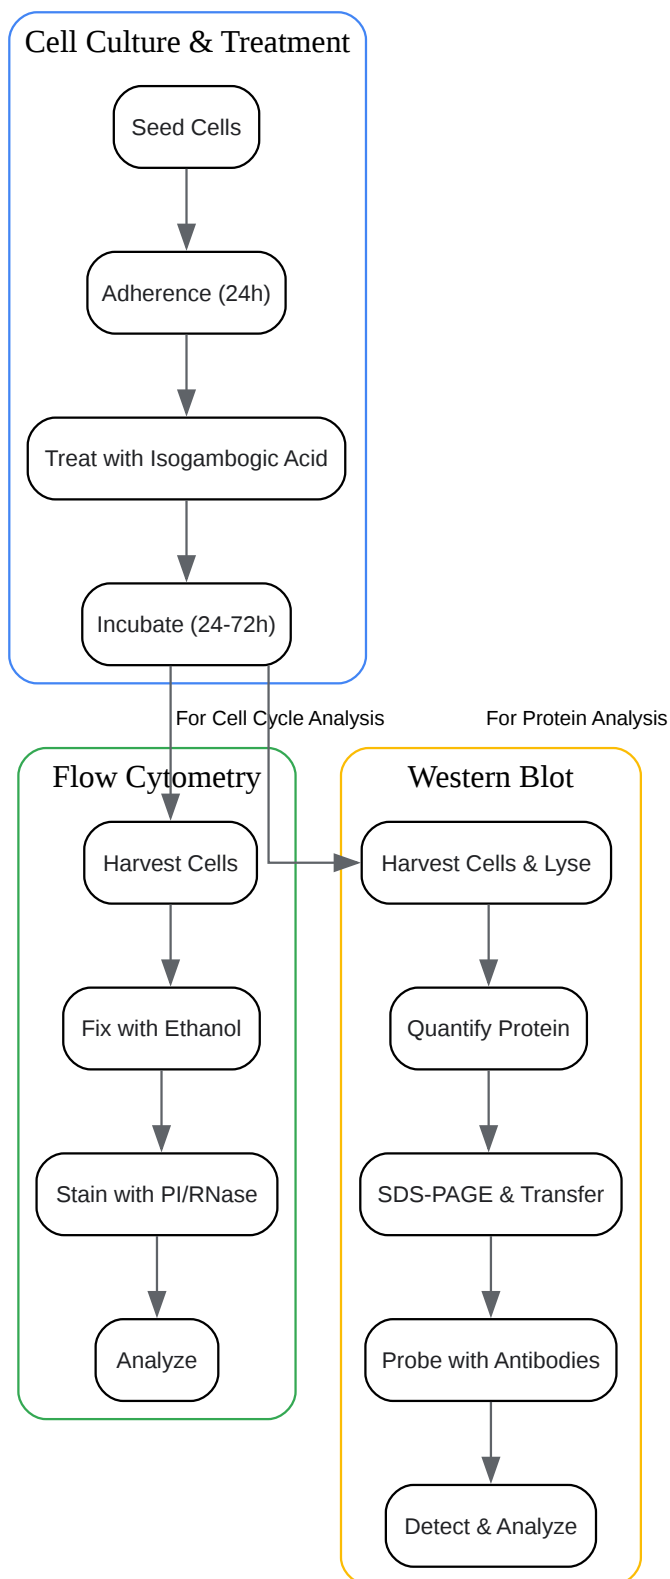 Cell Culture & Treatment
Seed Cells
Adherence (24h)
Treat with Isogambogic Acid
Incubate (24-72h)
For Cell Cycle Analysis
For Protein Analysis
Flow Cytometry
Harvest Cells
Fix with Ethanol
Stain with PI/RNase
Analyze
Western Blot
Harvest Cells & Lyse
Quantify Protein
SDS-PAGE & Transfer
Probe with Antibodies
Detect & Analyze